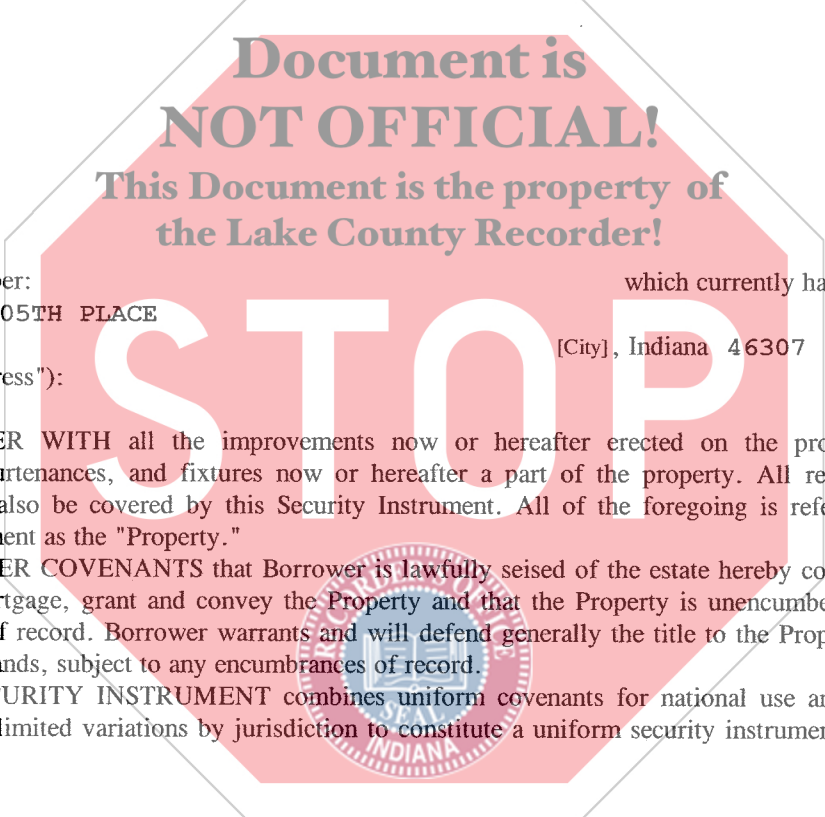 Document is
NOT OFFICIAL!
This Document is the property of
the Lake County Recorder!
er: which currently ha
05TH PLACE
[City], Indiana 46307
ess"):
STOP
ER WITH all the improvements now or hereafter erected on the pro
urtenances, and fixtures now or hereafter a part of the property. All re
also be covered by this Security Instrument. All of the foregoing is refe
ent as the "Property."
ER COVENANTS that Borrower is lawfully seised of the estate hereby co
rtgage, grant and convey the Property and that the Property is unencumbe
f record. Borrower warrants and will defend generally the title to the Prop
nds, subject to any encumbrances of record.
URITY INSTRUMENT combines uniform covenants for national use a
limited variations by jurisdiction to constitute a uniform security instrumen
SEAL
INDIANA